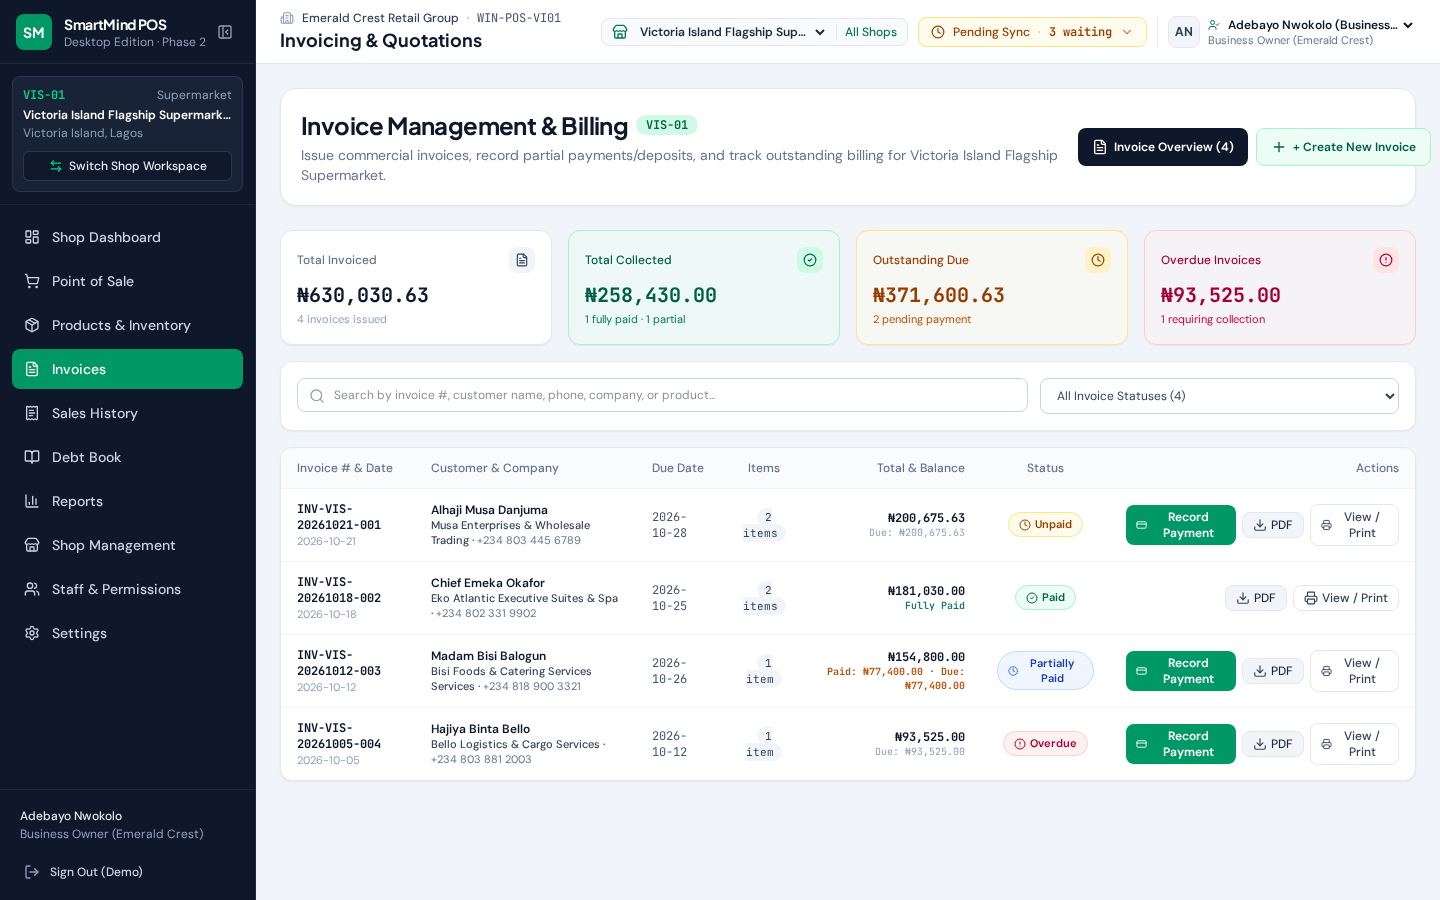 SM
SmartMind POS
Desktop Edition · Phase 2
VIS-01
Supermarket
Victoria Island Flagship Supermark...
Victoria Island, Lagos
Switch Shop Workspace
Shop Dashboard
Point of Sale
Products & Inventory
Invoices
Sales History
Debt Book
Reports
Shop Management
Staff & Permissions
Settings
Adebayo Nwokolo
Business Owner (Emerald Crest)
Sign Out (Demo)
Emerald Crest Retail Group · WIN-POS-VI01
Invoicing & Quotations
Victoria Island Flagship Sup...
All Shops
Pending Sync · 3 waiting
AN
Adebayo Nwokolo (Business...
Business Owner (Emerald Crest)
Invoice Management & Billing
VIS-01
Issue commercial invoices, record partial payments/deposits, and track outstanding billing for Victoria Island Flagship
Supermarket.
Invoice Overview (4)
+ Create New Invoice
Total Invoiced
₦630,030.63
4 invoices issued
Total Collected
₦258,430.00
1 fully paid · 1 partial
Outstanding Due
₦371,600.63
2 pending payment
Overdue Invoices
₦93,525.00
1 requiring collection
Search by invoice #, customer name, phone, company, or product...
All Invoice Statuses (4)
Invoice # & Date
Customer & Company
Due Date
Items
Total & Balance
Status
Actions
INV-VIS-
20261021-001
2026-10-21
Alhaji Musa Danjuma
Musa Enterprises & Wholesale
Trading · +234 803 445 6789
2026-
10-28
2
items
₦200,675.63
Due: ₦200,675.63
Unpaid
Record
Payment
PDF
View /
Print
INV-VIS-
20261018-002
2026-10-18
Chief Emeka Okafor
Eko Atlantic Executive Suites & Spa
· +234 802 331 9902
2026-
10-25
2
items
₦181,030.00
Fully Paid
Paid
PDF
View / Print
INV-VIS-
20261012-003
2026-10-12
Madam Bisi Balogun
Bisi Foods & Catering Services
Services · +234 818 900 3321
2026-
10-26
1
item
₦154,800.00
Paid: ₦77,400.00 · Due:
₦77,400.00
Partially
Paid
Record
Payment
PDF
View /
Print
INV-VIS-
20261005-004
2026-10-05
Hajiya Binta Bello
Bello Logistics & Cargo Services ·
+234 803 881 2003
2026-
10-12
1
item
₦93,525.00
Due: ₦93,525.00
Overdue
Record
Payment
PDF
View /
Print